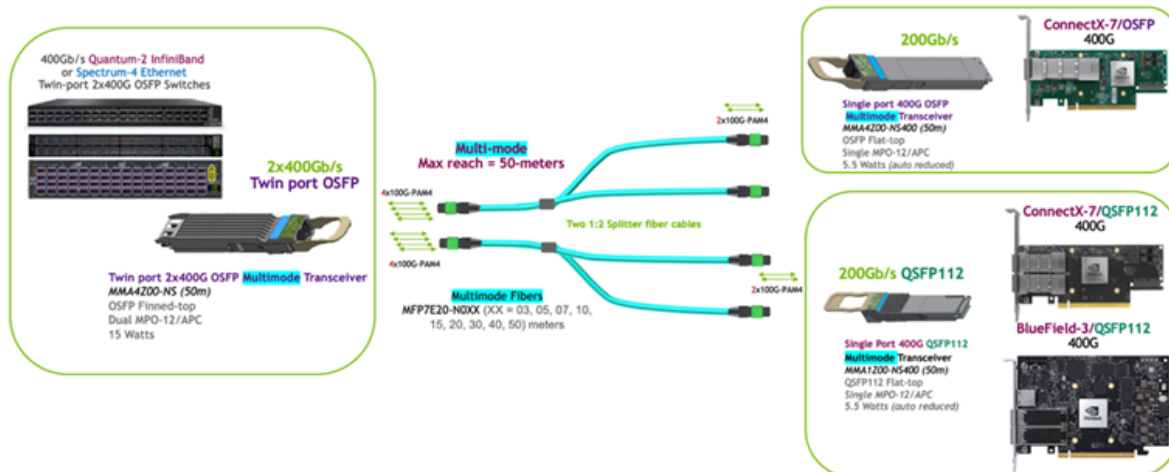 400Gb/s Quantum-2 InfiniBand
or Spectrum-4 Ethernet
Twin-port 2x400G OSFP Switches
2x400Gb/s
Twin port OSFP
Twin port 2x400G OSFP Multimode Transceiver
MMA4Z00-NS (50m)
OSFP Finned-top
Dual MPO-12/APC
15 Watts
Multi-mode
Max reach = 50-meters
4x100G-PAM4
4x100G-PAM4
2x100G-PAM4
Two 1:2 Splitter fiber cables
2x100G-PAM4
Multimode Fibers
MFP7E20-N0XX (XX = 03, 05, 07, 10,
15, 20, 30, 40, 50) meters
200Gb/s
Single port 400G OSFP
Multimode Transceiver
MMA4Z00-NS400 (50m)
OSFP Flat-top
Single MPO-12/APC
5.5 Watts (auto reduced)
ConnectX-7/OSFP
400G
200Gb/s QSFP112
Single Port 400G QSFP112
Multimode Transceiver
MMA1Z00-NS400 (50m)
QSFP112 Flat-top
Single MPO-12/APC
5.5 Watts (auto reduced)
ConnectX-7/QSFP112
400G
BlueField-3/QSFP112
400G